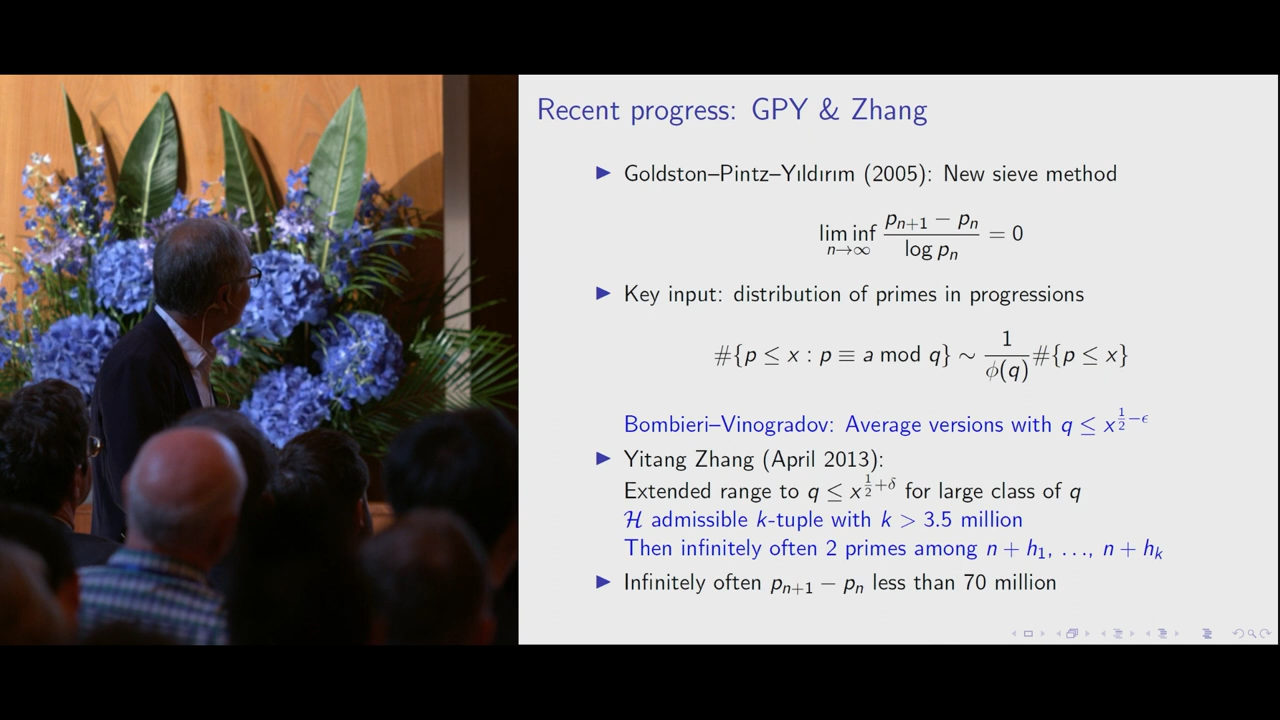 Recent progress: GPY & Zhang
▶ Goldston–Pintz–Yıldırım (2005): New sieve method
lim inf_{n→∞} (p_{n+1} − p_n) / (log p_n) = 0
▶ Key input: distribution of primes in progressions
#{p ≤ x : p ≡ a mod q} ∼ (1/ϕ(q)) #{p ≤ x}
Bombieri–Vinogradov: Average versions with q ≤ x^{1/2−ϵ}
▶ Yitang Zhang (April 2013):
Extended range to q ≤ x^{1/2+δ} for large class of q
ℋ admissible k-tuple with k > 3.5 million
Then infinitely often 2 primes among n + h_1, …, n + h_k
▶ Infinitely often p_{n+1} − p_n less than 70 million